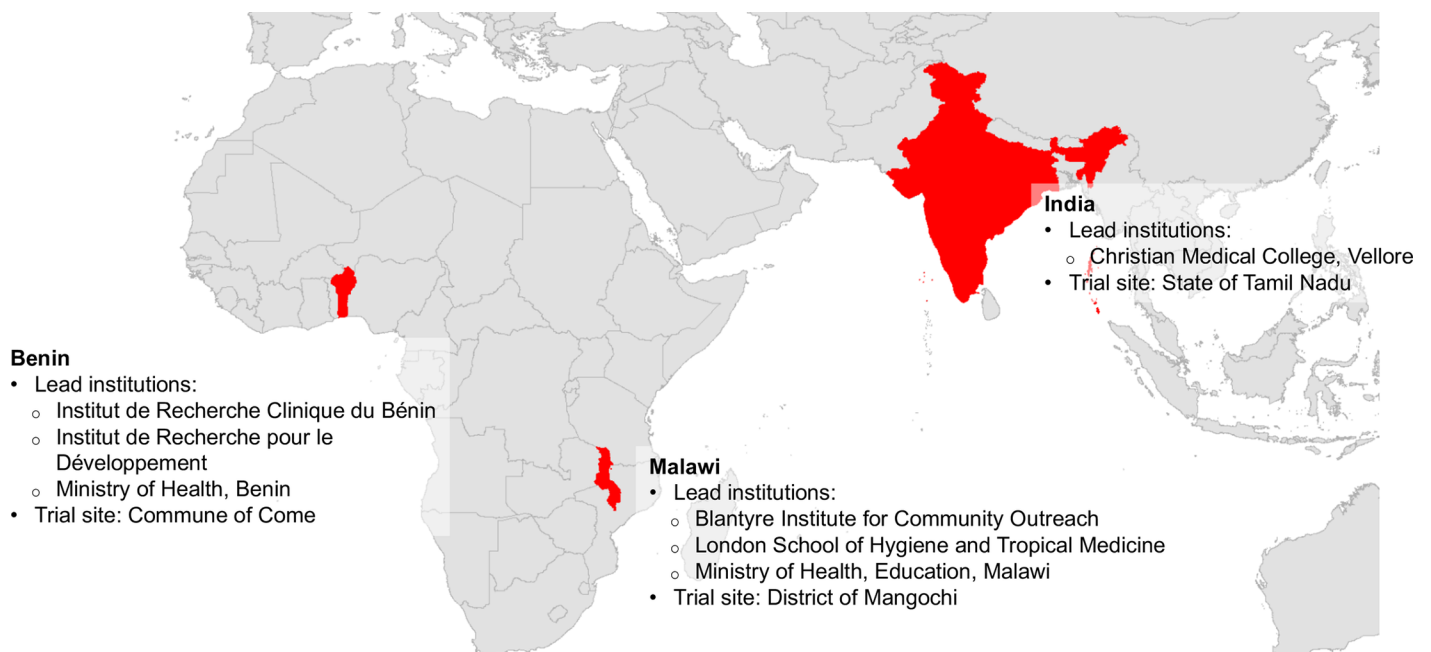 India
• Lead institutions:
o Christian Medical College, Vellore
• Trial site: State of Tamil Nadu
Benin
• Lead institutions:
o Institut de Recherche Clinique du Bénin
o Institut de Recherche pour le
Développement
o Ministry of Health, Benin
• Trial site: Commune of Come
Malawi
• Lead institutions:
o Blantyre Institute for Community Outreach
o London School of Hygiene and Tropical Medicine
o Ministry of Health, Education, Malawi
• Trial site: District of Mangochi